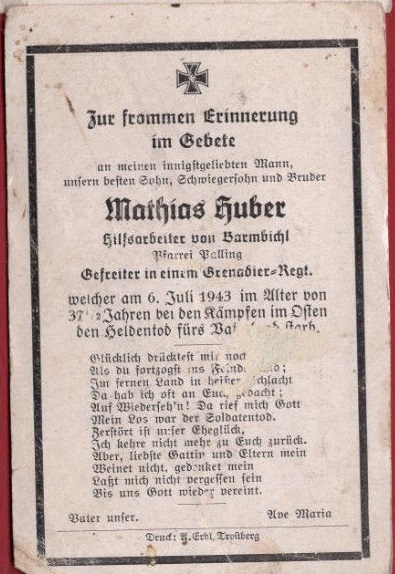 Zur frommen Erinnerung
im Gebete
an meinen innigstgeliebten Mann,
unsern besten Sohn, Schwiegersohn und Bruder
Mathias Huber
Hilfsarbeiter von Barmbichl
Pfarrei Palling
Gefreiter in einem Grenadier-Regt.
welcher am 6. Juli 1943 im Alter von
37 Jahren bei den Kämpfen im Osten
den Heldentod fürs
Glücklich drücktest mir noch
Als du fortzogst ins
Im fernen Land in heißer Schlacht
Da hab ich oft an Euch gedacht;
Auf Wiederseh'n! Da rief mich Gott
Mein Los war der Soldatentod.
Zerstört ist unser Eheglück,
Ich kehre nicht mehr zu Euch zurück.
Aber, liebste Gattin und Eltern mein
Weinet nicht, gedenket mein
Laßt mich nicht vergessen sein
Bis uns Gott wieder vereint.
Vater unser. Ave Maria
Druck: A. Erdl, Trostberg